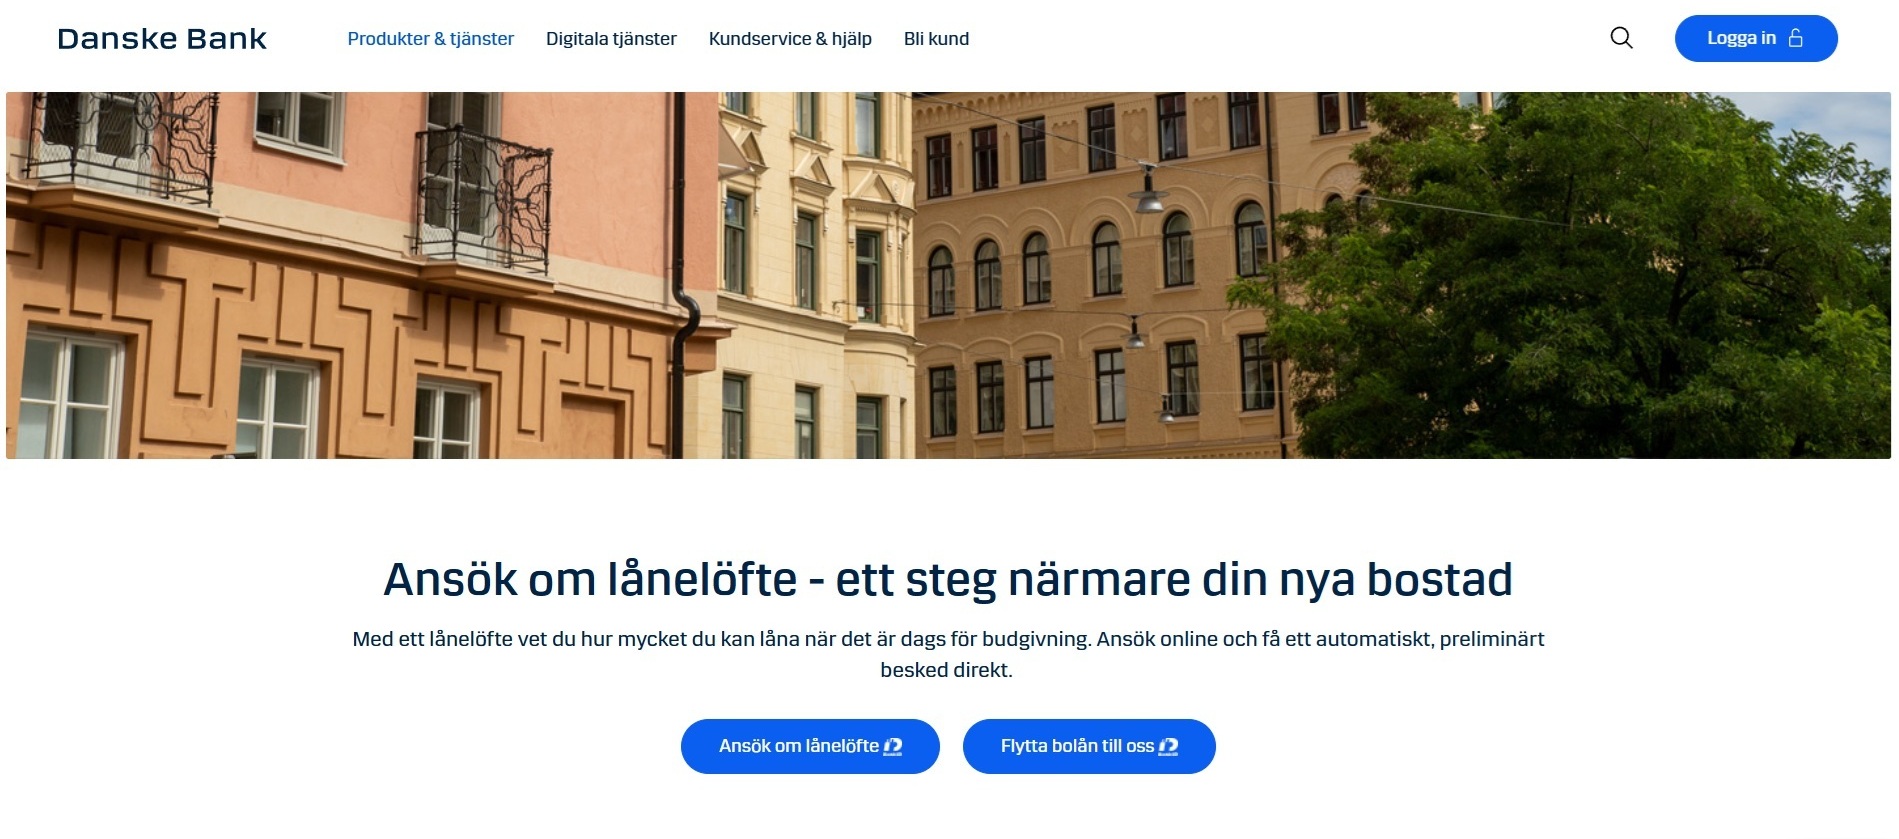 Danske Bank
Produkter & tjänster
Digitala tjänster
Kundservice & hjälp
Bli kund
Logga in
Ansök om lånelöfte - ett steg närmare din nya bostad
Med ett lånelöfte vet du hur mycket du kan låna när det är dags för budgivning. Ansök online och få ett automatiskt, preliminärt
besked direkt.
Ansök om lånelöfte
Flytta bolån till oss